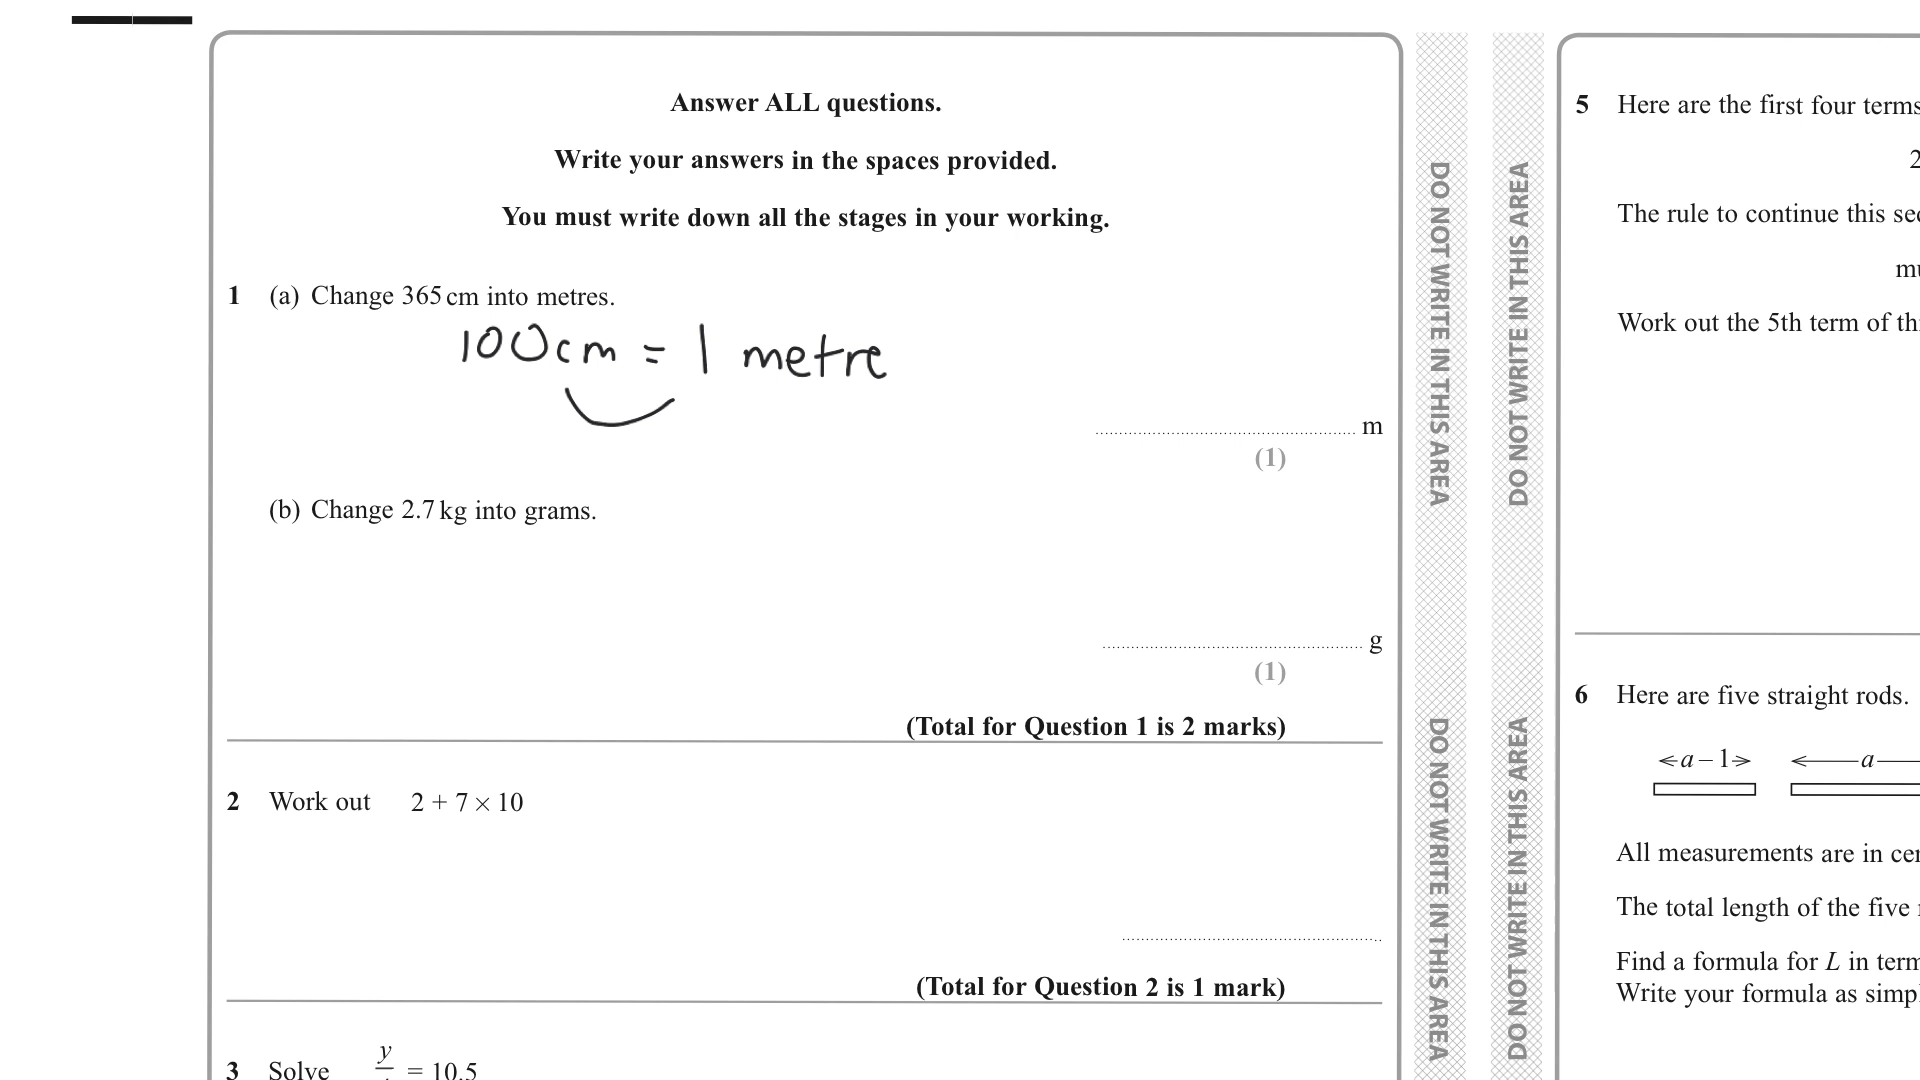 Answer ALL questions.
Write your answers in the spaces provided.
You must write down all the stages in your working.
1 (a) Change 365 cm into metres.
100cm = 1 metre
m
(1)
(b) Change 2.7 kg into grams.
g
(1)
(Total for Question 1 is 2 marks)
2 Work out 2 + 7 × 10
(Total for Question 2 is 1 mark)
3 Solve y = 10.5
DO NOT WRITE IN THIS AREA
DO NOT WRITE IN THIS AREA
DO NOT WRITE IN THIS AREA
DO NOT WRITE IN THIS AREA
5 Here are the first four terms
2
The rule to continue this
Work out the 5th term of
6 Here are five straight rods.
a – 1 a
All measurements are in
The total length of the five
Find a formula for L in
Write your formula as